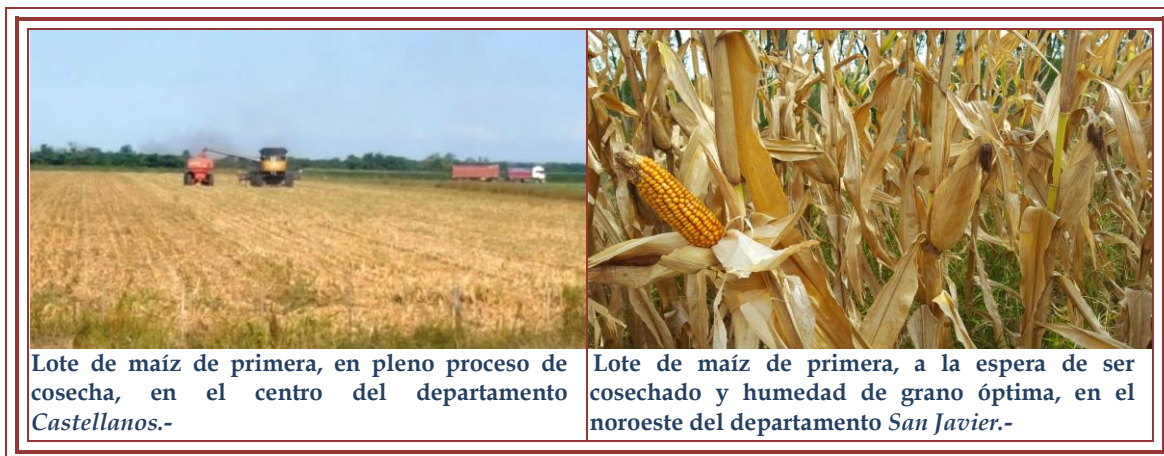 Lote de maíz de primera, en pleno proceso de
cosecha, en el centro del departamento
Castellanos.-
Lote de maíz de primera, a la espera de ser
cosechado y humedad de grano óptima, en el
noroeste del departamento San Javier.-